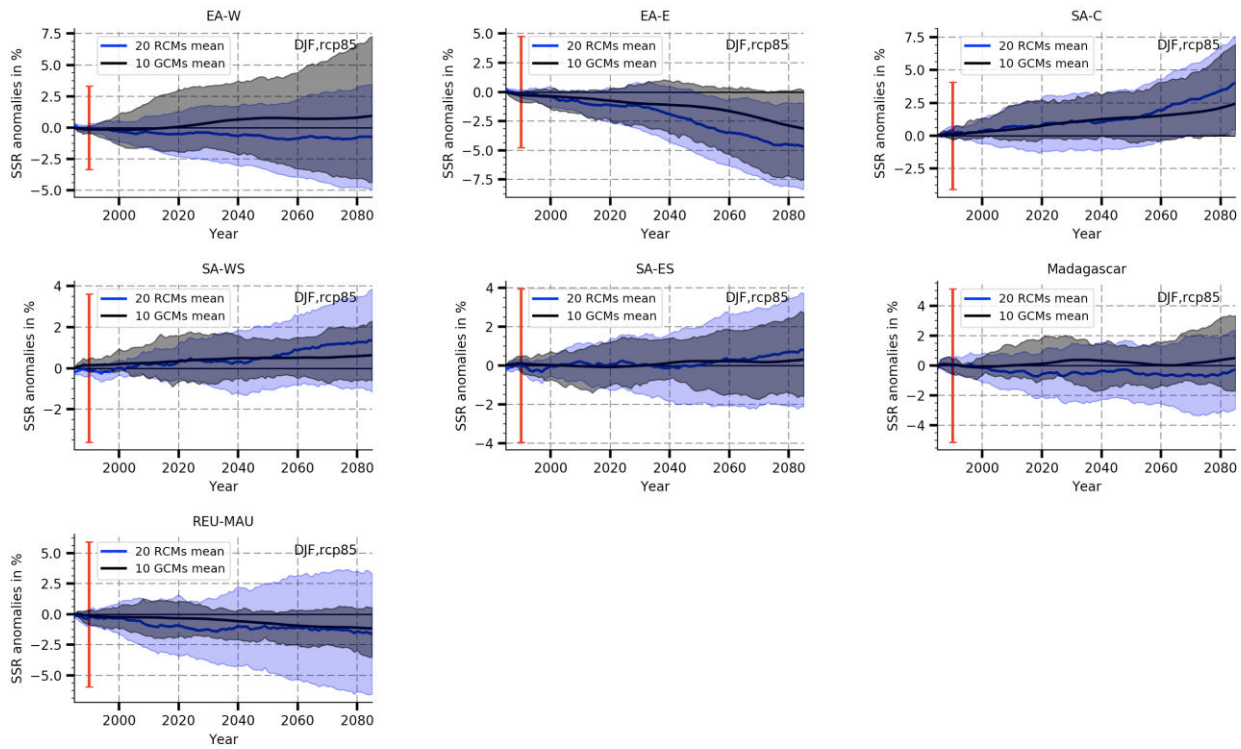 EA-W
SSR anomalies in %
7.5
5.0
2.5
0.0
−2.5
−5.0
20 RCMs mean
10 GCMs mean
DJF,rcp85
2000 2020 2040 2060 2080
Year
EA-E
SSR anomalies in %
5.0
2.5
0.0
−2.5
−5.0
−7.5
20 RCMs mean
10 GCMs mean
DJF,rcp85
2000 2020 2040 2060 2080
Year
SA-C
SSR anomalies in %
7.5
5.0
2.5
0.0
−2.5
20 RCMs mean
10 GCMs mean
DJF,rcp85
2000 2020 2040 2060 2080
Year
SA-WS
SSR anomalies in %
4
2
0
−2
20 RCMs mean
10 GCMs mean
DJF,rcp85
2000 2020 2040 2060 2080
Year
SA-ES
SSR anomalies in %
4
2
0
−2
−4
20 RCMs mean
10 GCMs mean
DJF,rcp85
2000 2020 2040 2060 2080
Year
Madagascar
SSR anomalies in %
4
2
0
−2
−4
20 RCMs mean
10 GCMs mean
DJF,rcp85
2000 2020 2040 2060 2080
Year
REU-MAU
SSR anomalies in %
5.0
2.5
0.0
−2.5
−5.0
20 RCMs mean
10 GCMs mean
DJF,rcp85
2000 2020 2040 2060 2080
Year